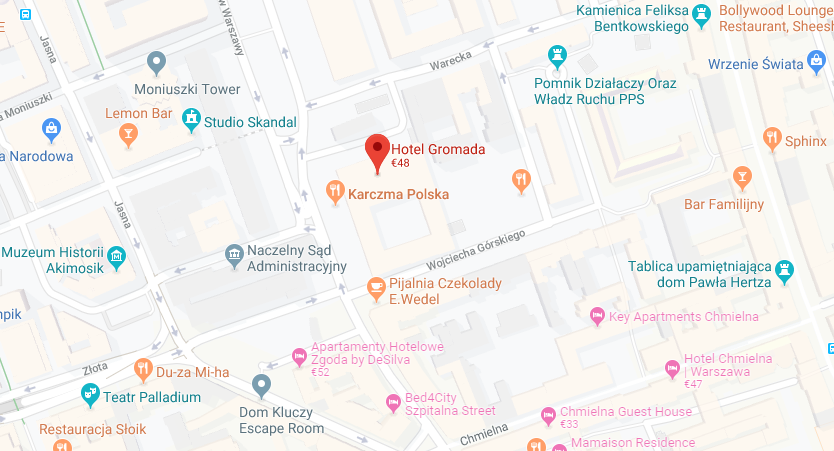 Kamienica Feliksa
Bentkowskiego
Bollywood Lounge
Restaurant, Sheesh
E
Warszawy
Jasna
Warecka
Wrzenie Świata
Moniuszki Tower
Pomnik Działaczy Oraz
Władz Ruchu PPS
Moniuszki
Lemon Bar
Studio Skandal
Sphinx
a Narodowa
Hotel Gromada
€48
Karczma Polska
Bar Familijny
Jasna
Muzeum Historii
Akimosik
Naczelny Sąd
Administracyjny
Wojciecha Górskiego
Tablica upamiętniająca
dom Pawła Hertza
Pijalnia Czekolady
E.Wedel
mpik
Key Apartments Chmielna
Apartamenty Hotelowe
Zgoda by DeSilva
€52
Złota
Du-za Mi-ha
Hotel Chmielna
| Warszawa
€47
Teatr Palladium
Dom Kluczy
Escape Room
Bed4City
Szpitalna Street
Chmielna Guest House
€33
Restauracja Słoik
Chmielna
Mamaison Residence